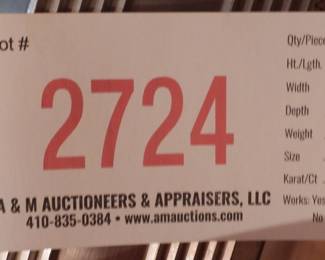 ot #
2724
A & M AUCTIONEERS & APPRAISERS, LLC
410-835-0384 • www.amauctions.com
Qty/Piece
Ht./Lgth.
Width
Depth
Weight
Size
Karat/Ct
Works: Yes
No